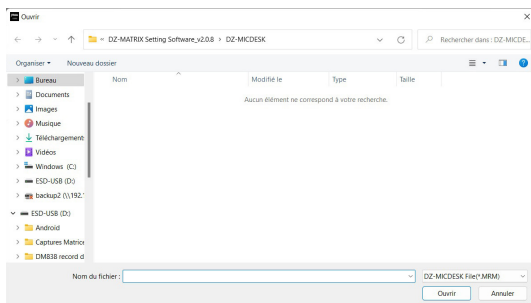 Ouvrir
« DZ-MATRIX Setting Software_v2.0.8 > DZ-MICDESK
Rechercher dans : DZ-MICDE...
Organiser
Nouveau dossier
Nom Modifié le Type Taille
Aucun élément ne correspond à votre recherche.
Bureau
Documents
Images
Musique
Téléchargements
Vidéos
Windows (C:)
ESD-USB (D:)
backup2 (\\192.1
ESD-USB (D:)
Android
Captures Matrice
DM838 record d
Nom du fichier :
DZ-MICDESK File(*.MRM)
Ouvrir Annuler